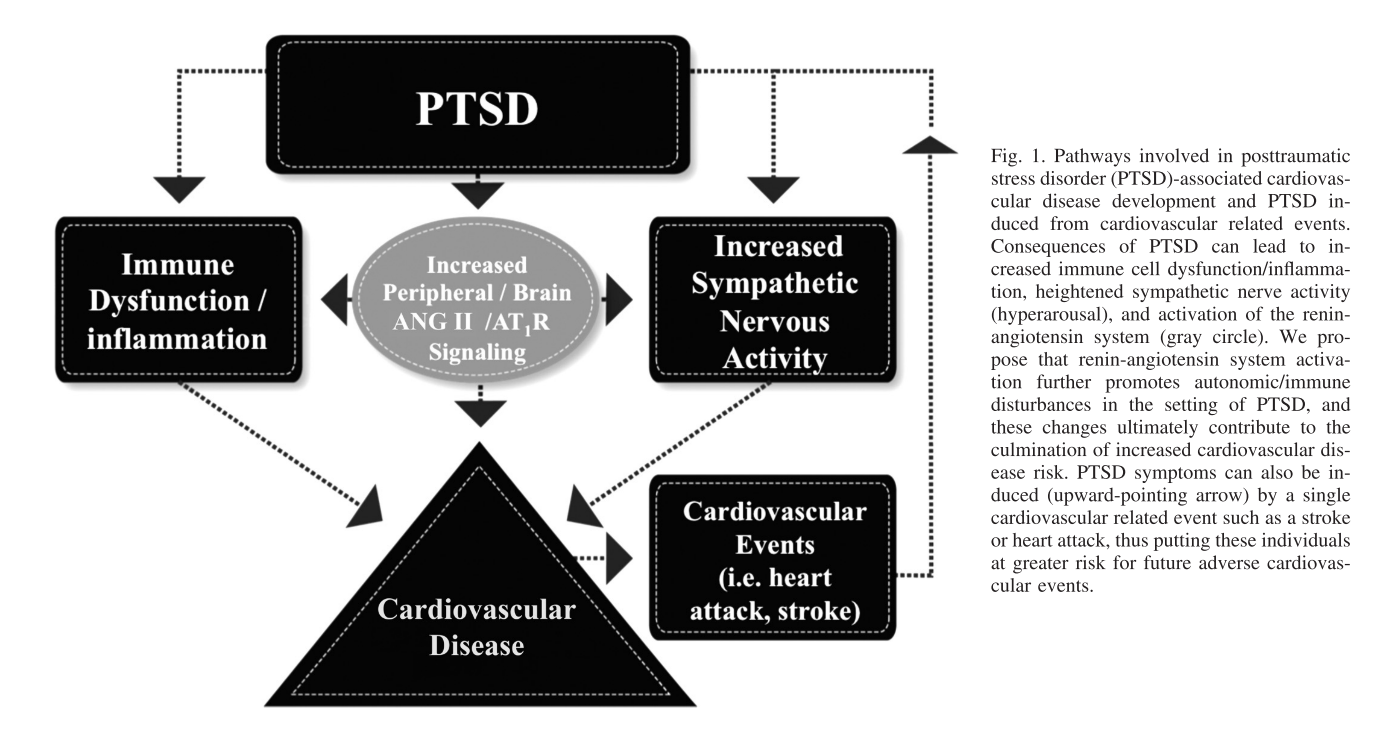 PTSD
Immune
Dysfunction /
inflammation
Increased
Peripheral / Brain
ANG II /AT₁R
Signaling
Increased
Sympathetic
Nervous
Activity
Cardiovascular
Disease
Cardiovascular
Events
(i.e. heart
attack, stroke)
Fig. 1. Pathways involved in posttraumatic
stress disorder (PTSD)-associated cardiovas-
cular disease development and PTSD in-
duced from cardiovascular related events.
Consequences of PTSD can lead to in-
creased immune cell dysfunction/inflamma-
tion, heightened sympathetic nerve activity
(hyperarousal), and activation of the renin-
angiotensin system (gray circle). We pro-
pose that renin-angiotensin system activa-
tion further promotes autonomic/immune
disturbances in the setting of PTSD, and
these changes ultimately contribute to the
culmination of increased cardiovascular dis-
ease risk. PTSD symptoms can also be in-
duced (upward-pointing arrow) by a single
cardiovascular related event such as a stroke
or heart attack, thus putting these individuals
at greater risk for future adverse cardiovas-
cular events.